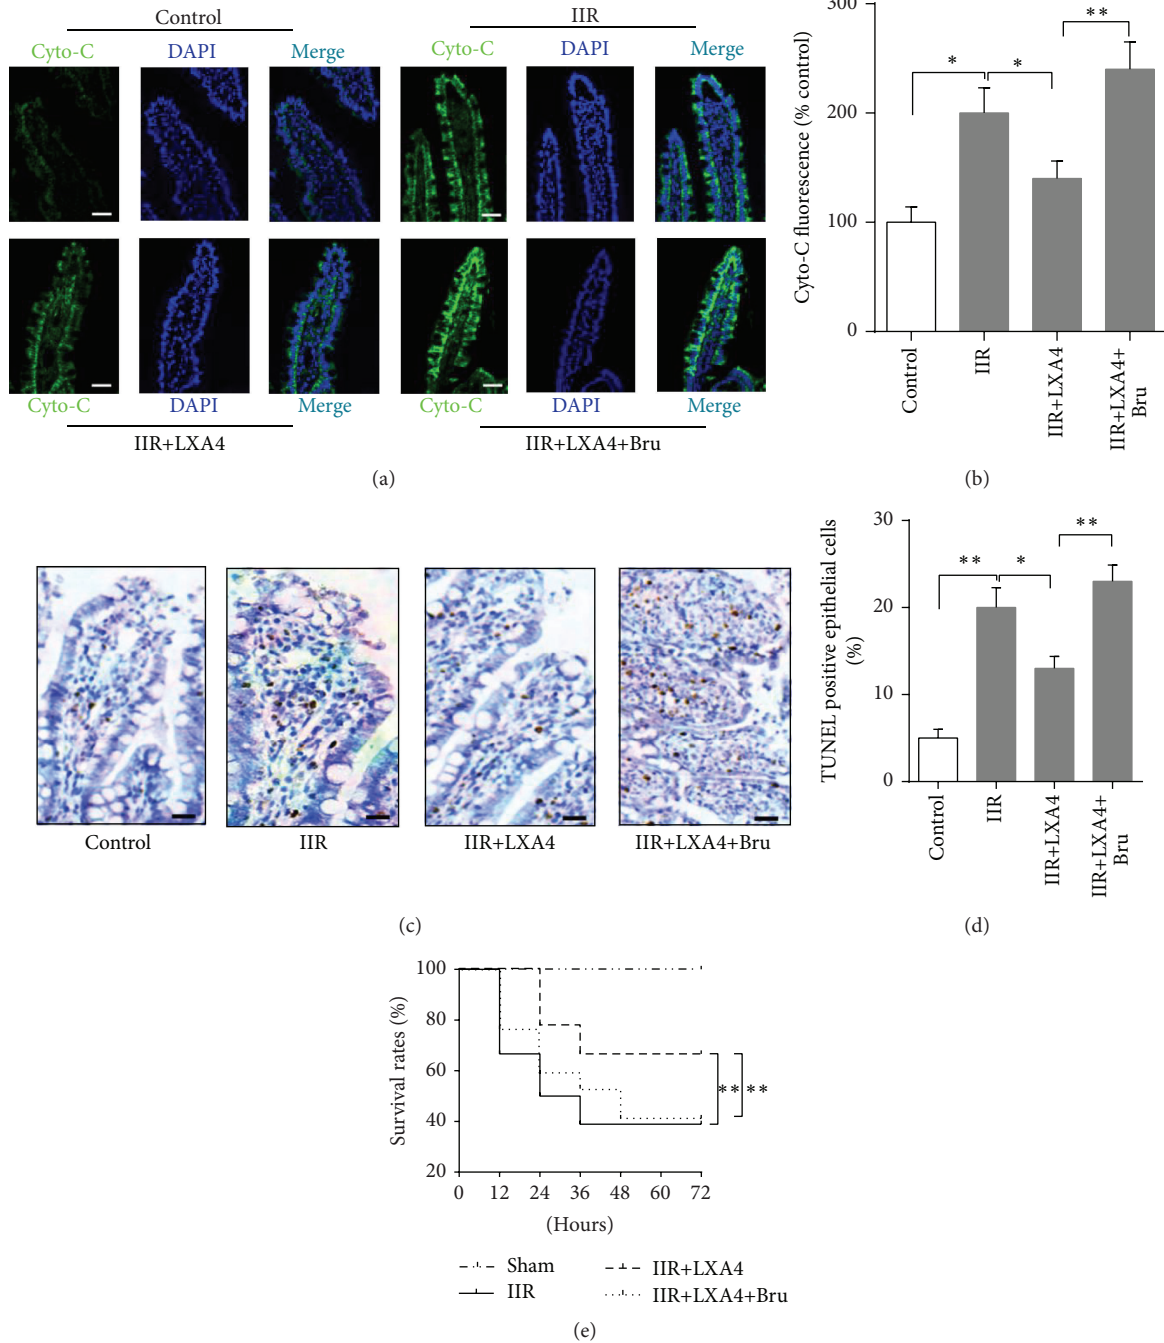 Control
IIR
Cyto-C DAPI Merge Cyto-C DAPI Merge
Cyto-C DAPI Merge Cyto-C DAPI Merge
IIR+LXA4
IIR+LXA4+Bru
(a)
Cyto-C fluorescence (% control)
300
200
100
0
* * **
Control
IIR
IIR+LXA4
IIR+LXA4+
Bru
(b)
Control
IIR
IIR+LXA4
IIR+LXA4+Bru
(c)
TUNEL positive epithelial cells
(%)
30
20
10
0
** * **
Control
IIR
IIR+LXA4
IIR+LXA4+
Bru
(d)
Survival rates (%)
100
80
60
40
20
** **
0 12 24 36 48 60 72
(Hours)
Sham
IIR
IIR+LXA4
IIR+LXA4+Bru
(e)